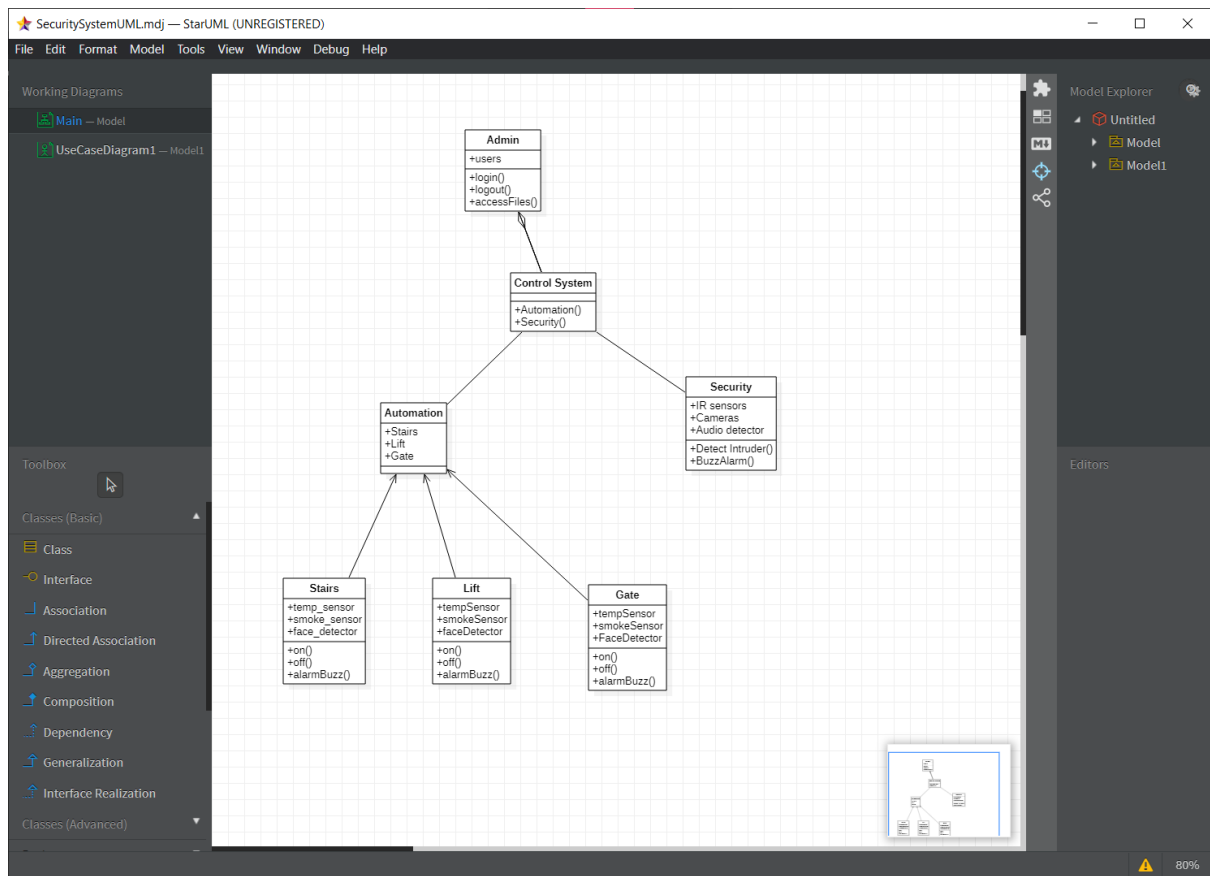 SecuritySystemUML.mdj — StarUML (UNREGISTERED)
File Edit Format Model Tools View Window Debug Help
Working Diagrams
Main — Model
UseCaseDiagram1 — Model1
Toolbox
Classes (Basic)
Class
Interface
Association
Directed Association
Aggregation
Composition
Dependency
Generalization
Interface Realization
Classes (Advanced)
Admin
+users
+login()
+logout()
+accessFiles()
Control System
+Automation()
+Security()
Automation
+Stairs
+Lift
+Gate
Security
+IR sensors
+Cameras
+Audio detector
+Detect Intruder()
+BuzzAlarm()
Stairs
+temp_sensor
+smoke_sensor
+face_detector
+on()
+off()
+alarmBuzz()
Lift
+tempSensor
+smokeSensor
+faceDetector
+on()
+off()
+alarmBuzz()
Gate
+tempSensor
+smokeSensor
+FaceDetector
+on()
+off()
+alarmBuzz()
M
Model Explorer
Untitled
Model
Model1
Editors
80%